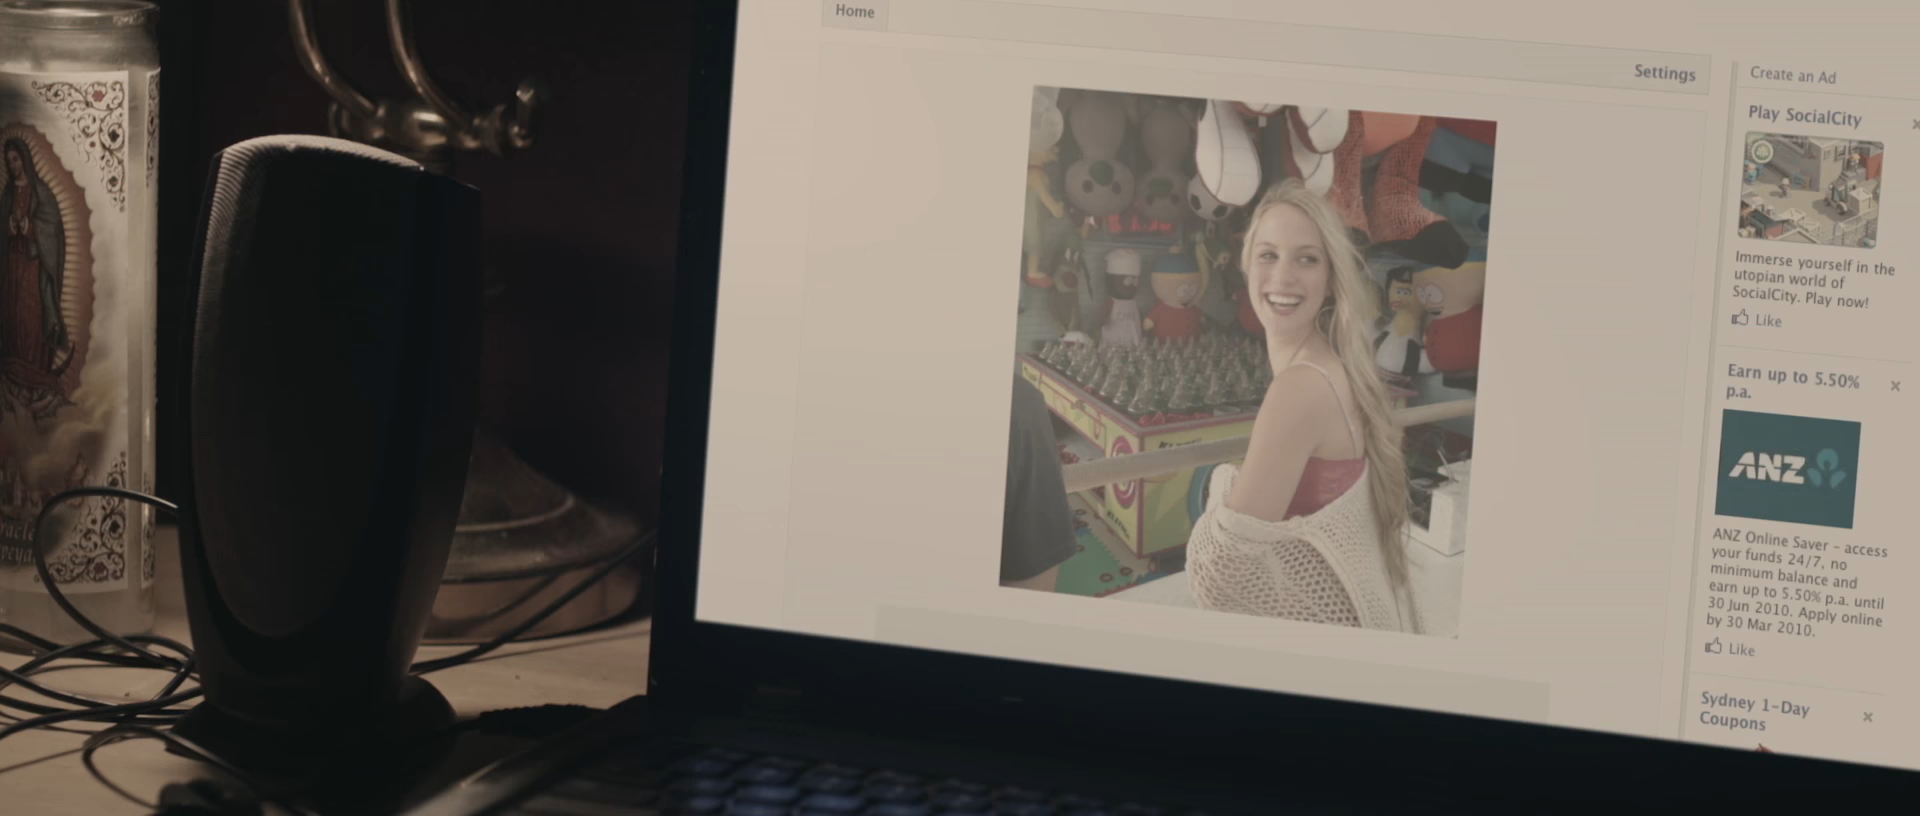 Home
Settings
Create an Ad
Play SocialCity
Immerse yourself in the
utopian world of
SocialCity. Play now!
Like
Earn up to 5.50%
p.a.
ANZ
ANZ Online Saver - access
your funds 24/7, no
minimum balance and
earn up to 5.50% p.a. until
30 Jun 2010. Apply online
by 30 Mar 2010.
Like
Sydney 1-Day
Coupons